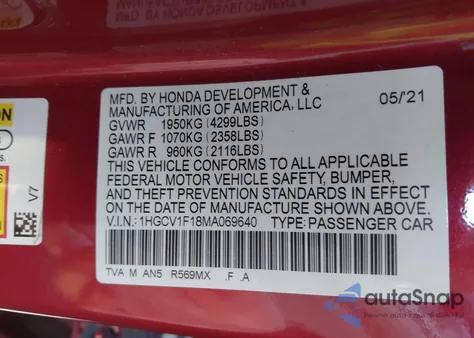 MFD. BY HONDA DEVELOPMENT &
MANUFACTURING OF AMERICA, LLC
05/21
GVWR 1950KG (4299LBS)
GAWR F 1070KG (2358LBS)
GAWR R 960KG (2116LBS)
THIS VEHICLE CONFORMS TO ALL APPLICABLE
FEDERAL MOTOR VEHICLE SAFETY, BUMPER,
AND THEFT PREVENTION STANDARDS IN EFFECT
ON THE DATE OF MANUFACTURE SHOWN ABOVE.
V.I.N.: 1HGCV1F18MA069640 TYPE: PASSENGER CAR
TVA M AN5 R569MX .F .A
V7
autoSnap